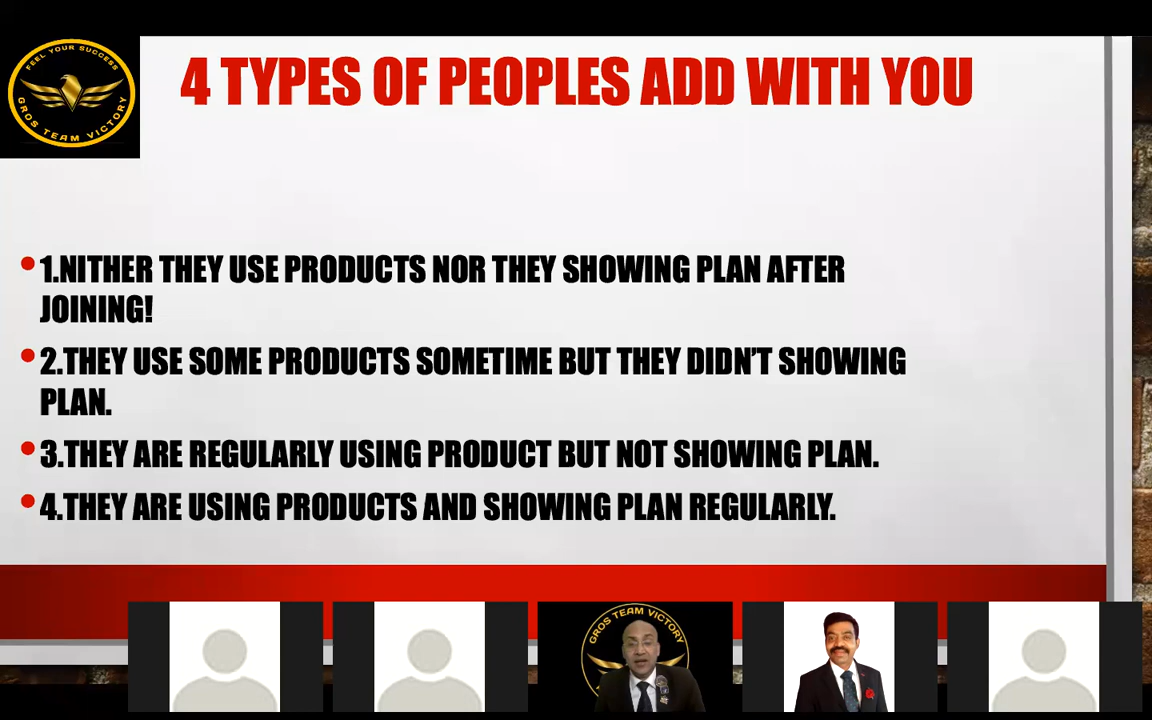 FEEL YOUR SUCCESS
GROS TEAM VICTORY
4 TYPES OF PEOPLES ADD WITH YOU
•1.NITHER THEY USE PRODUCTS NOR THEY SHOWING PLAN AFTER
JOINING!
•2.THEY USE SOME PRODUCTS SOMETIME BUT THEY DIDN’T SHOWING
PLAN.
•3.THEY ARE REGULARLY USING PRODUCT BUT NOT SHOWING PLAN.
•4.THEY ARE USING PRODUCTS AND SHOWING PLAN REGULARLY.
GROS TEAM VICTORY